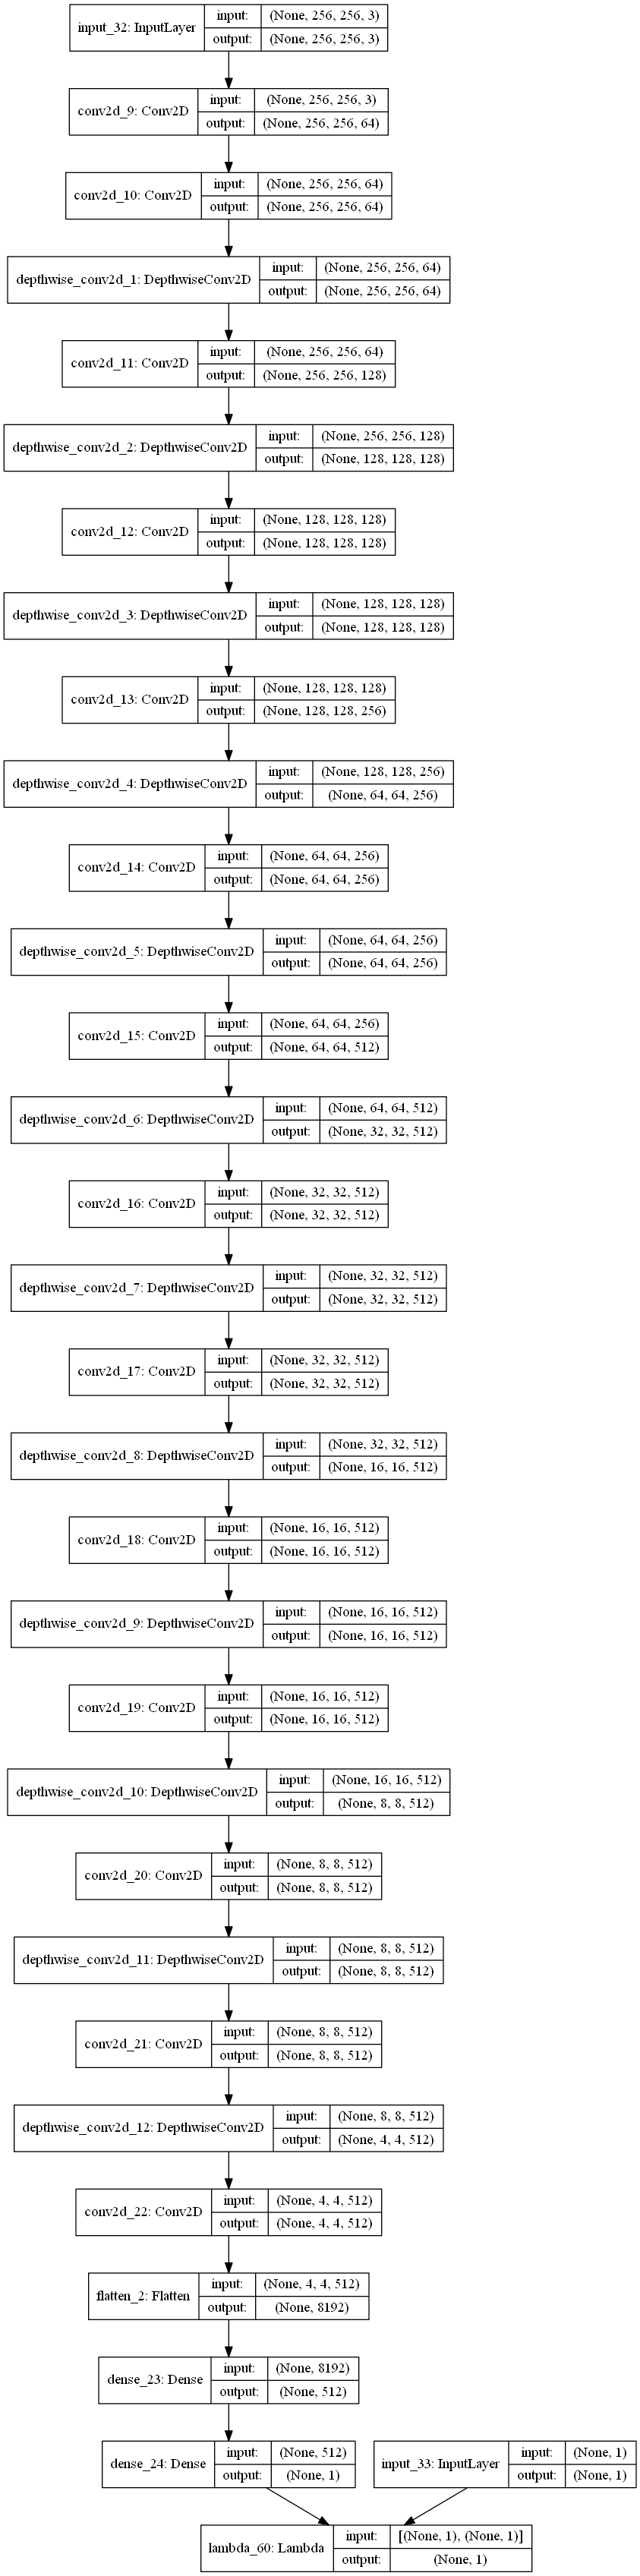 input_32: InputLayer
input: (None, 256, 256, 3)
output: (None, 256, 256, 3)
conv2d_9: Conv2D
input: (None, 256, 256, 3)
output: (None, 256, 256, 64)
conv2d_10: Conv2D
input: (None, 256, 256, 64)
output: (None, 256, 256, 64)
depthwise_conv2d_1: DepthwiseConv2D
input: (None, 256, 256, 64)
output: (None, 256, 256, 64)
conv2d_11: Conv2D
input: (None, 256, 256, 64)
output: (None, 256, 256, 128)
depthwise_conv2d_2: DepthwiseConv2D
input: (None, 256, 256, 128)
output: (None, 128, 128, 128)
conv2d_12: Conv2D
input: (None, 128, 128, 128)
output: (None, 128, 128, 128)
depthwise_conv2d_3: DepthwiseConv2D
input: (None, 128, 128, 128)
output: (None, 128, 128, 128)
conv2d_13: Conv2D
input: (None, 128, 128, 128)
output: (None, 128, 128, 256)
depthwise_conv2d_4: DepthwiseConv2D
input: (None, 128, 128, 256)
output: (None, 64, 64, 256)
conv2d_14: Conv2D
input: (None, 64, 64, 256)
output: (None, 64, 64, 256)
depthwise_conv2d_5: DepthwiseConv2D
input: (None, 64, 64, 256)
output: (None, 64, 64, 256)
conv2d_15: Conv2D
input: (None, 64, 64, 256)
output: (None, 64, 64, 512)
depthwise_conv2d_6: DepthwiseConv2D
input: (None, 64, 64, 512)
output: (None, 32, 32, 512)
conv2d_16: Conv2D
input: (None, 32, 32, 512)
output: (None, 32, 32, 512)
depthwise_conv2d_7: DepthwiseConv2D
input: (None, 32, 32, 512)
output: (None, 32, 32, 512)
conv2d_17: Conv2D
input: (None, 32, 32, 512)
output: (None, 32, 32, 512)
depthwise_conv2d_8: DepthwiseConv2D
input: (None, 32, 32, 512)
output: (None, 16, 16, 512)
conv2d_18: Conv2D
input: (None, 16, 16, 512)
output: (None, 16, 16, 512)
depthwise_conv2d_9: DepthwiseConv2D
input: (None, 16, 16, 512)
output: (None, 16, 16, 512)
conv2d_19: Conv2D
input: (None, 16, 16, 512)
output: (None, 16, 16, 512)
depthwise_conv2d_10: DepthwiseConv2D
input: (None, 16, 16, 512)
output: (None, 8, 8, 512)
conv2d_20: Conv2D
input: (None, 8, 8, 512)
output: (None, 8, 8, 512)
depthwise_conv2d_11: DepthwiseConv2D
input: (None, 8, 8, 512)
output: (None, 8, 8, 512)
conv2d_21: Conv2D
input: (None, 8, 8, 512)
output: (None, 8, 8, 512)
depthwise_conv2d_12: DepthwiseConv2D
input: (None, 8, 8, 512)
output: (None, 4, 4, 512)
conv2d_22: Conv2D
input: (None, 4, 4, 512)
output: (None, 4, 4, 512)
flatten_2: Flatten
input: (None, 4, 4, 512)
output: (None, 8192)
dense_23: Dense
input: (None, 8192)
output: (None, 512)
dense_24: Dense
input: (None, 512)
output: (None, 1)
input_33: InputLayer
input: (None, 1)
output: (None, 1)
lambda_60: Lambda
input: [(None, 1), (None, 1)]
output: (None, 1)